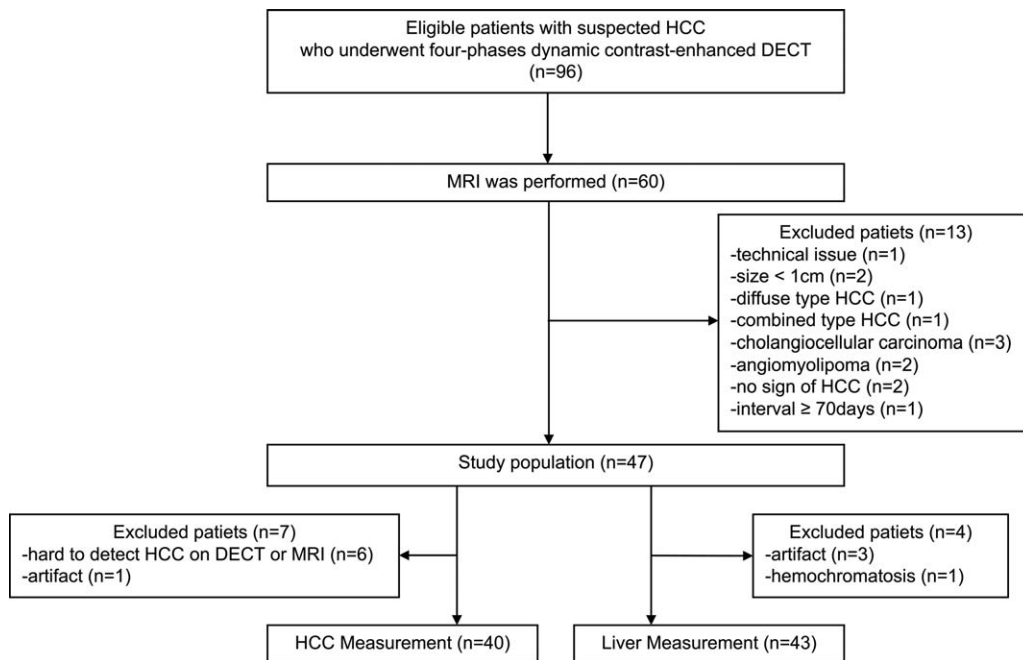 Eligible patients with suspected HCC
who underwent four-phases dynamic contrast-enhanced DECT
(n=96)
MRI was performed (n=60)
Excluded patiets (n=13)
-technical issue (n=1)
-size < 1cm (n=2)
-diffuse type HCC (n=1)
-combined type HCC (n=1)
-cholangiocellular carcinoma (n=3)
-angiomyolipoma (n=2)
-no sign of HCC (n=2)
-interval ≥ 70days (n=1)
Study population (n=47)
Excluded patiets (n=7)
-hard to detect HCC on DECT or MRI (n=6)
-artifact (n=1)
Excluded patiets (n=4)
-artifact (n=3)
-hemochromatosis (n=1)
HCC Measurement (n=40)
Liver Measurement (n=43)